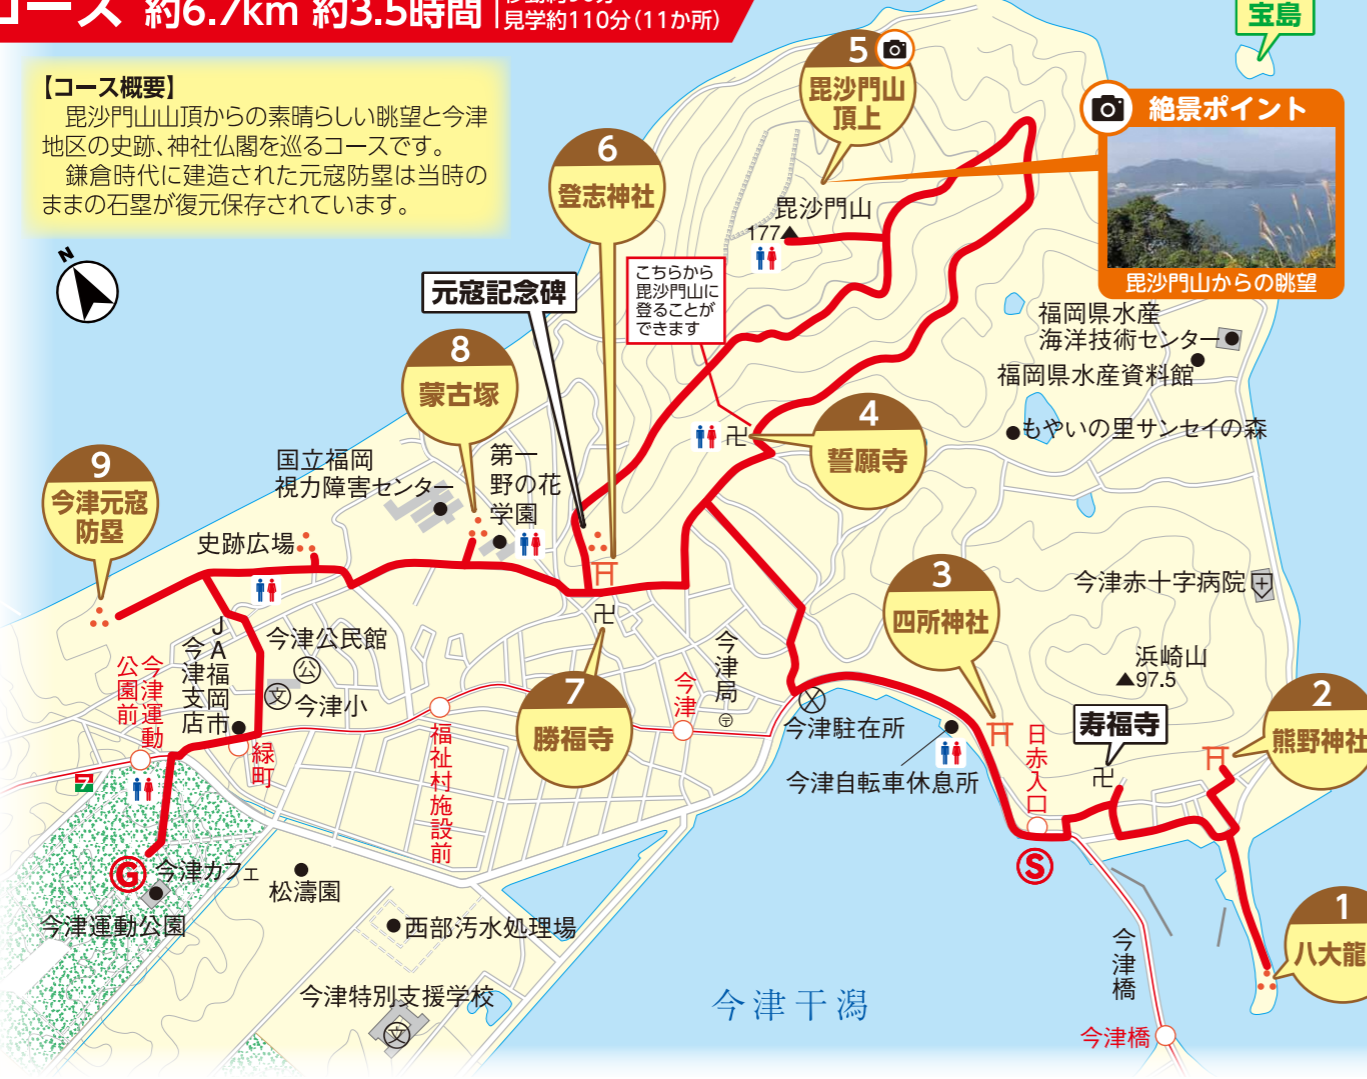 コース 約6.7km 約3.5時間
見学約110分(11か所)
【コース概要】
毘沙門山山頂からの素晴らしい眺望と今津
地区の史跡、神社仏閣を巡るコースです。
鎌倉時代に建造された元寇防塁は当時の
ままの石塁が復元保存されています。
N
宝島
5
毘沙門山
頂上
絶景ポイント
毘沙門山からの眺望
6
登志神社
毘沙門山
177
こちらから
毘沙門山に
登ることが
できます
元寇記念碑
福岡県水産
海洋技術センター
福岡県水産資料館
もやいの里サンセイの森
8
蒙古塚
4
誓願寺
9
今津元寇
防塁
国立福岡
視力障害センター
第一
野の花
学園
史跡広場
3
四所神社
今津赤十字病院
浜崎山
97.5
2
熊野神社
寿福寺
日赤入口
S
今津公民館
公
文
今津小
JA福岡市
今津支店
今津運動
公園前
緑町
福祉村施設前
7
勝福寺
今津
今津局
今津駐在所
今津自転車休息所
G
今津カフェ
今津運動公園
松濤園
西部汚水処理場
今津特別支援学校
文
今津干潟
今津橋
今津橋
1
八大龍